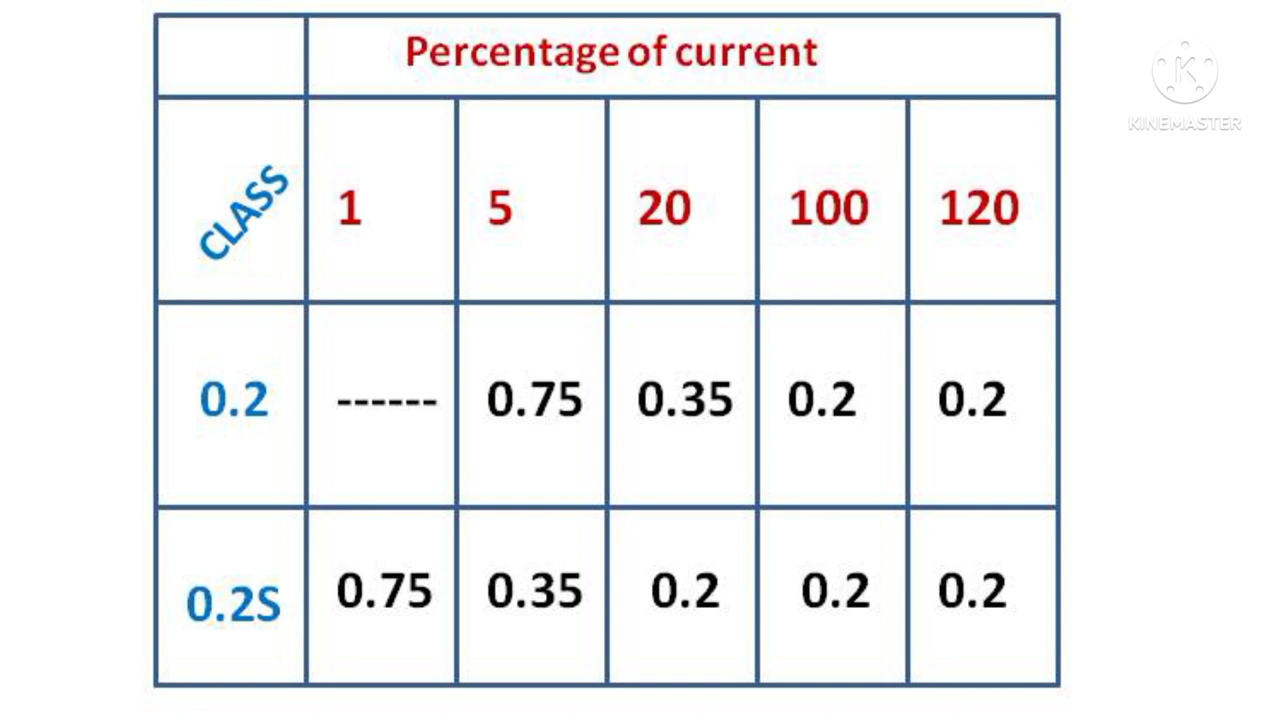 Percentage of current
CLASS 1 5 20 100 120
0.2 ------ 0.75 0.35 0.2 0.2
0.2S 0.75 0.35 0.2 0.2 0.2
K
KINEMASTER